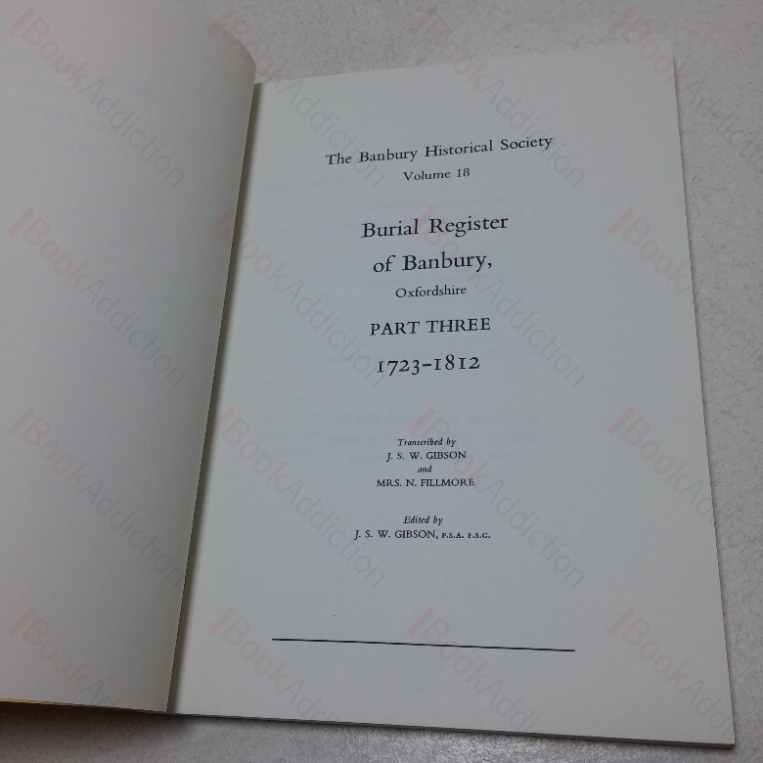 The Banbury Historical Society
Volume 18
Burial Register
of Banbury,
Oxfordshire
PART THREE
1723–1812
Transcribed by
J. S. W. GIBSON
and
MRS. N. FILLMORE
Edited by
J. S. W. GIBSON, F.S.A. F.S.G.
BookAddiction